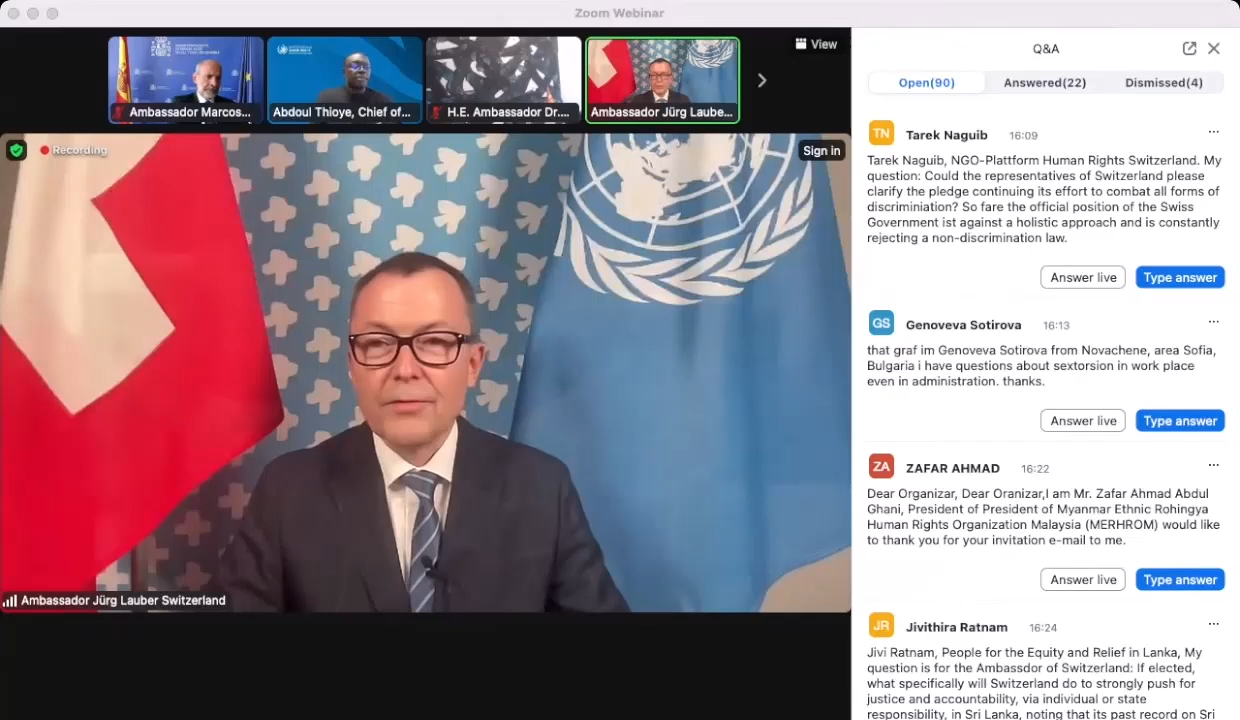 Zoom Webinar
Ambassador Marcos...
Abdoul Thioye, Chief of...
H.E. Ambassador Dr....
Ambassador Jürg Laube...
View
Recording
Sign in
Ambassador Jürg Lauber Switzerland
Q&A
Open(90)
Answered(22)
Dismissed(4)
TN
Tarek Naguib 16:09
...
Tarek Naguib, NGO-Plattform Human Rights Switzerland. My
question: Could the representatives of Switzerland please
clarify the pledge continuing its effort to combat all forms of
discriminiation? So fare the official position of the Swiss
Government ist against a holistic approach and is constantly
rejecting a non-discrimination law.
Answer live
Type answer
GS
Genoveva Sotirova 16:13
...
that graf im Genoveva Sotirova from Novachene, area Sofia,
Bulgaria i have questions about sextorsion in work place
even in administration. thanks.
Answer live
Type answer
ZA
ZAFAR AHMAD 16:22
...
Dear Organizar, Dear Oranizar,I am Mr. Zafar Ahmad Abdul
Ghani, President of President of Myanmar Ethnic Rohingya
Human Rights Organization Malaysia (MERHROM) would like
to thank you for your invitation e-mail to me.
Answer live
Type answer
JR
Jivithira Ratnam 16:24
...
Jivi Ratnam, People for the Equity and Relief in Lanka, My
question is for the Ambassdor of Switzerland: If elected,
what specifically will Switzerland do to strongly push for
justice and accountability, via individual or state
responsibility, in Sri Lanka, noting that its past record on Sri